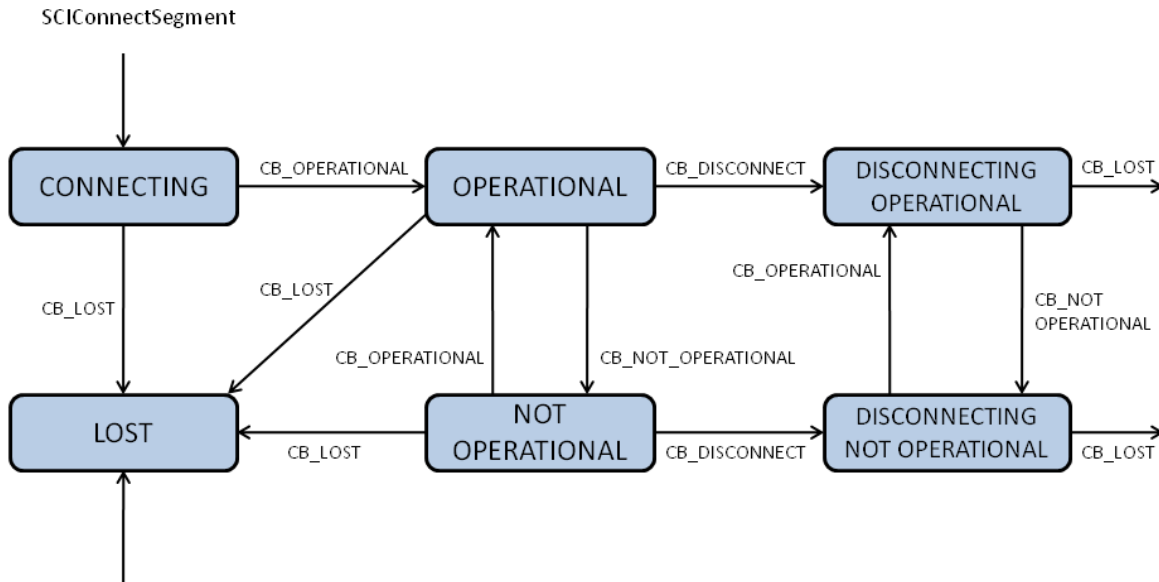 SCIConnectSegment
CONNECTING
CB_OPERATIONAL
OPERATIONAL
CB_DISCONNECT
DISCONNECTING
OPERATIONAL
CB_LOST
CB_LOST
CB_LOST
CB_OPERATIONAL
CB_NOT_OPERATIONAL
CB_OPERATIONAL
CB_NOT
OPERATIONAL
LOST
CB_LOST
NOT
OPERATIONAL
CB_DISCONNECT
DISCONNECTING
NOT OPERATIONAL
CB_LOST